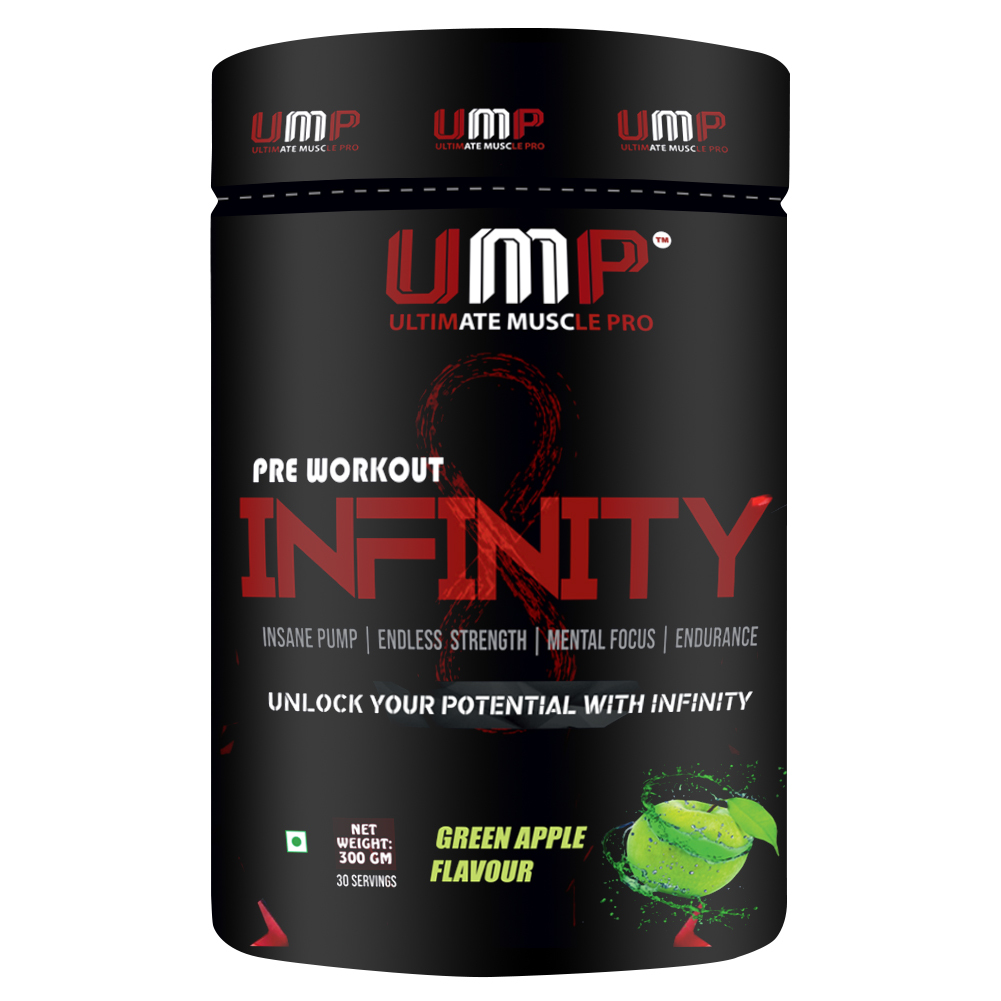 UMP UMP UMP
ULTIMATE MUSCLE PRO ULTIMATE MUSCLE PRO ULTIMATE MUSCLE PRO
UMP TM
ULTIMATE MUSCLE PRO
PRE WORKOUT
INFINITY
INSANE PUMP | ENDLESS STRENGTH | MENTAL FOCUS | ENDURANCE
UNLOCK YOUR POTENTIAL WITH INFINITY
NET
WEIGHT:
300 GM
30 SERVINGS
GREEN APPLE
FLAVOUR